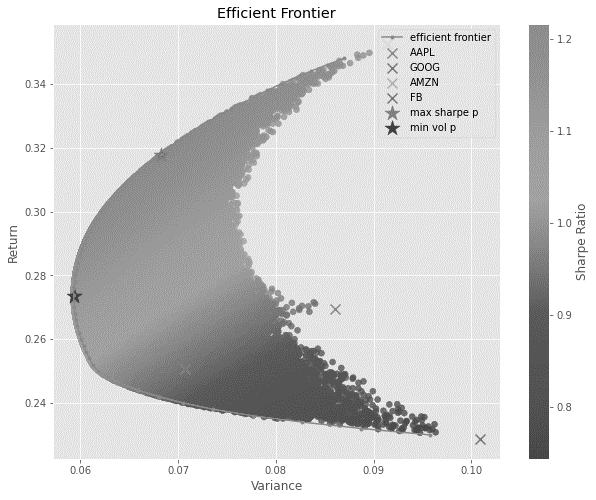 Efficient Frontier
efficient frontier
AAPL
GOOG
AMZN
FB
max sharpe p
min vol p
0.34
0.32
0.30
0.28
0.26
0.24
Return
0.06
0.07
0.08
0.09
0.10
Variance
1.2
1.1
1.0
0.9
0.8
Sharpe Ratio